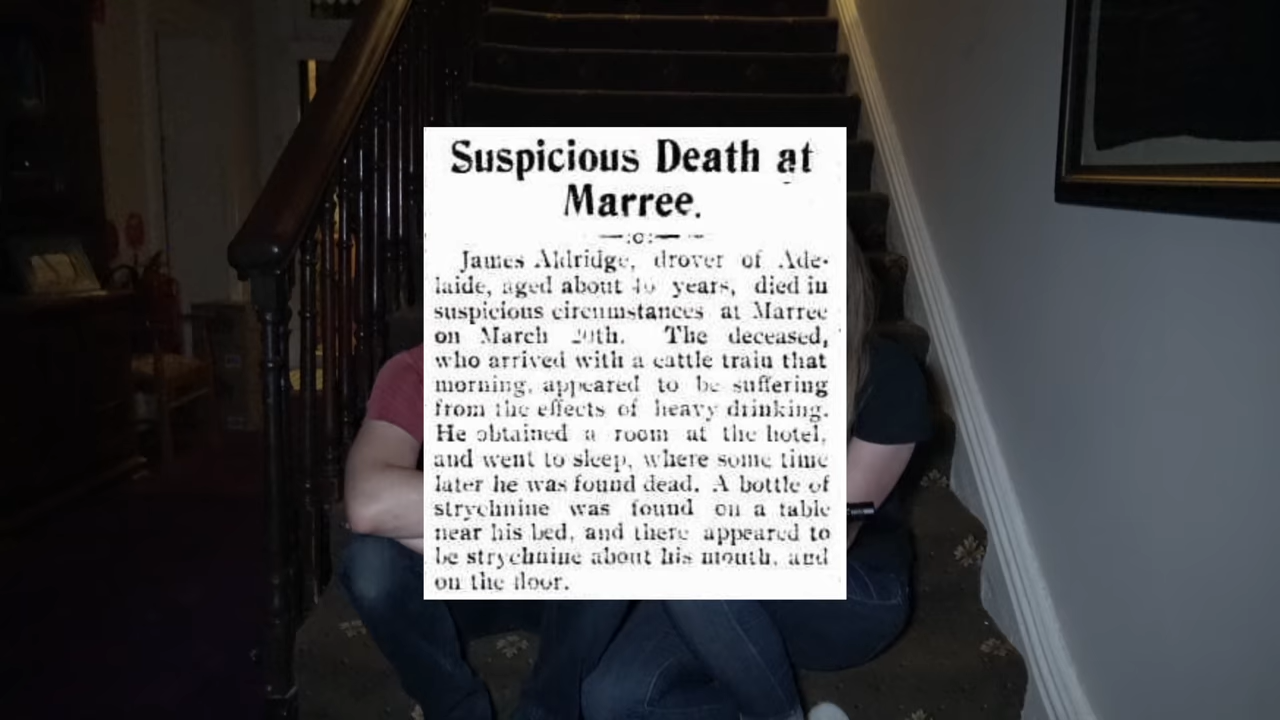 Suspicious Death at
Marree.
James Aldridge, drover of Ade-
laide, aged about years, died in
suspicious circumstances at Marree
on March The deceased,
who arrived with a cattle train that
morning, appeared to be suffering
from the effects of heavy drinking.
He obtained a room at the hotel,
and went to sleep, where some time
later he was found dead. A bottle of
strychnine was found on a table
near his bed, and there appeared to
be strychnine about his mouth, and
on the floor.